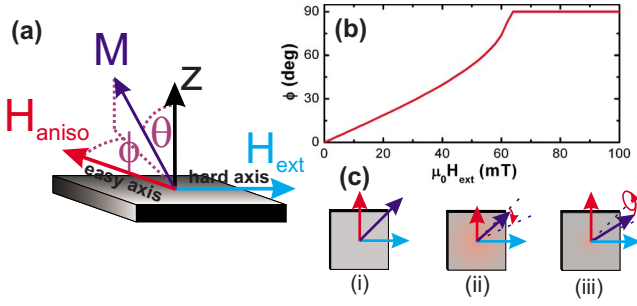 (a)
M
Z
H_aniso
ϕ
θ
H_ext
easy axis
hard axis
(b)
90
60
30
0
ϕ (deg)
0 20 40 60 80 100
μ₀H_ext (mT)
(c)
(i)
(ii)
(iii)